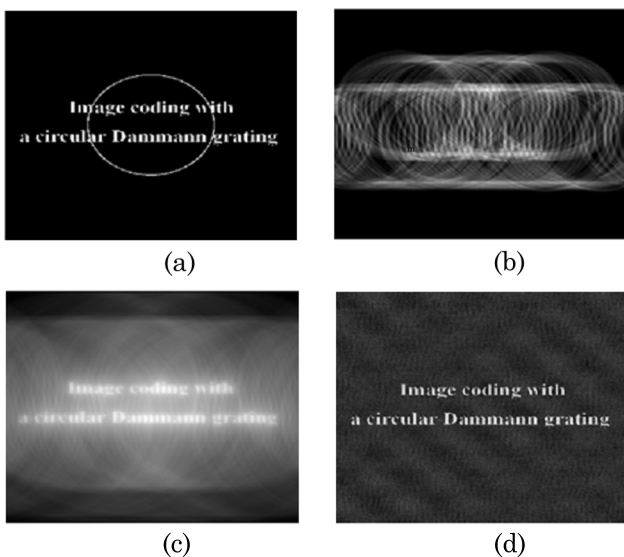 Image coding with
a circular Dammann grating
(a)
(b)
Image coding with
a circular Dammann grating
Image coding with
a circular Dammann grating
(c)
(d)